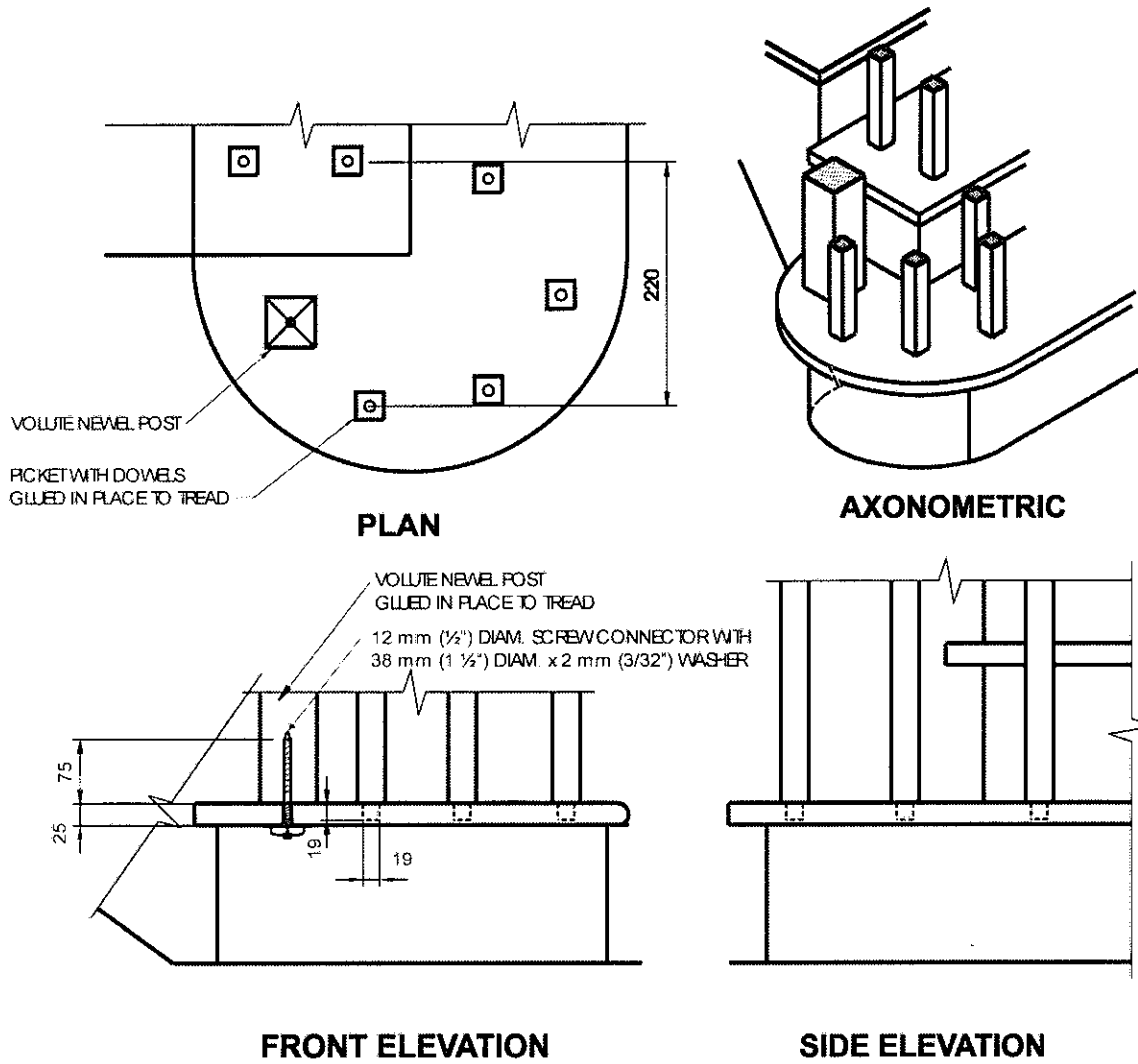 220
VOLUTE NEWEL POST
PICKET WITH DOWELS
GLUED IN PLACE TO TREAD
PLAN
AXONOMETRIC
VOLUTE NEWEL POST
GLUED IN PLACE TO TREAD
12 mm (½") DIAM. SCREW CONNECTOR WITH
38 mm (1 ½") DIAM. x 2 mm (3/32") WASHER
75
25
19
19
FRONT ELEVATION
SIDE ELEVATION